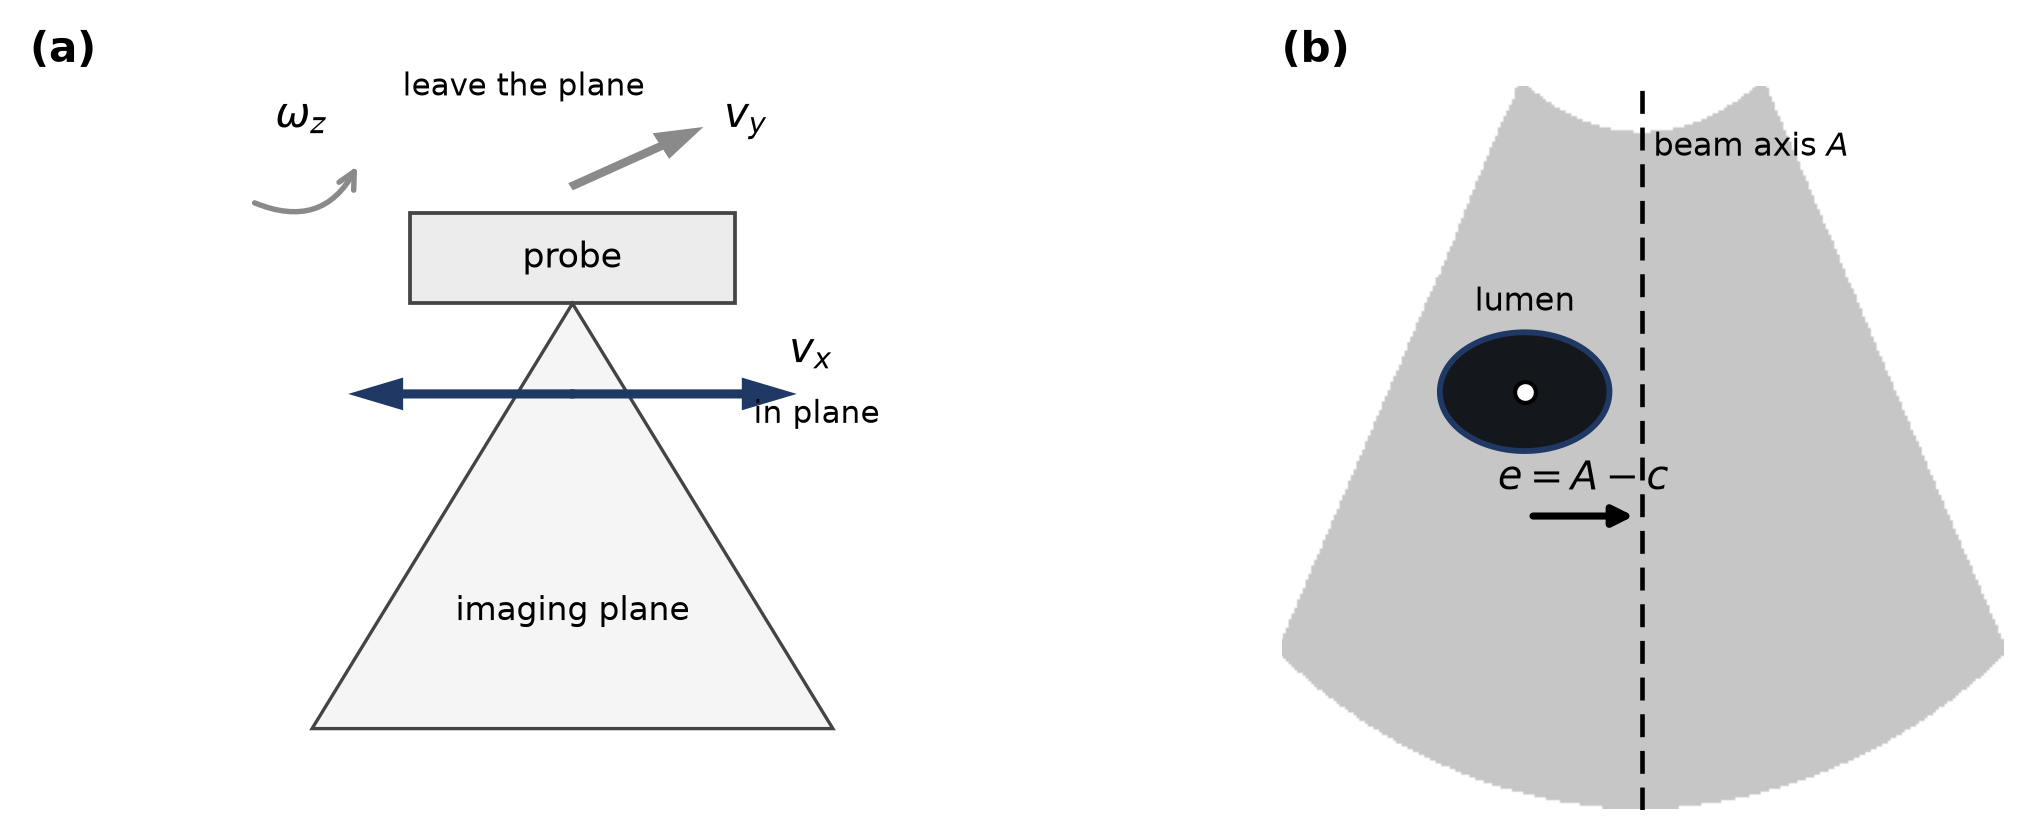 (a)
leave the plane
ω_z
v_y
probe
v_x
in plane
imaging plane
(b)
beam axis A
lumen
e = A − c